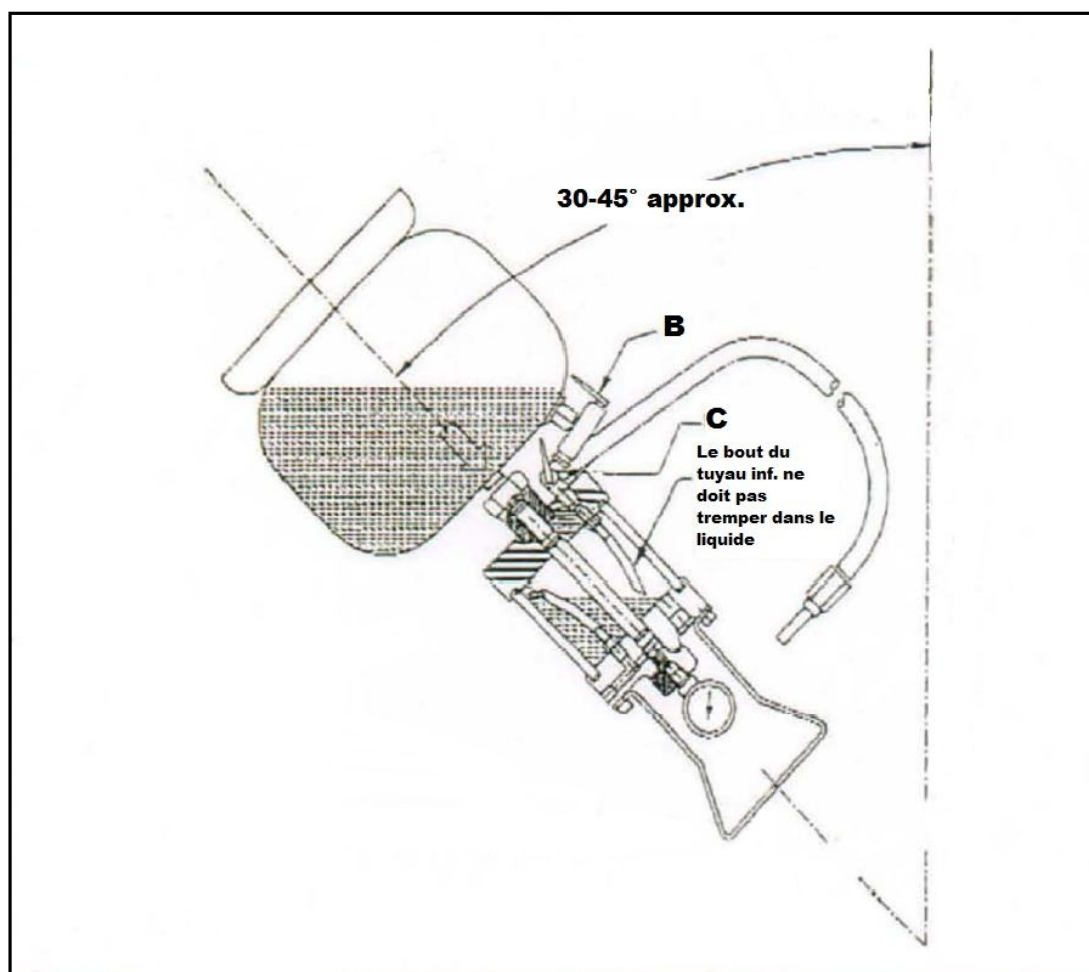 30-45° approx.
B
C
Le bout du
tuyau inf. ne
doit pas
tremper dans le
liquide